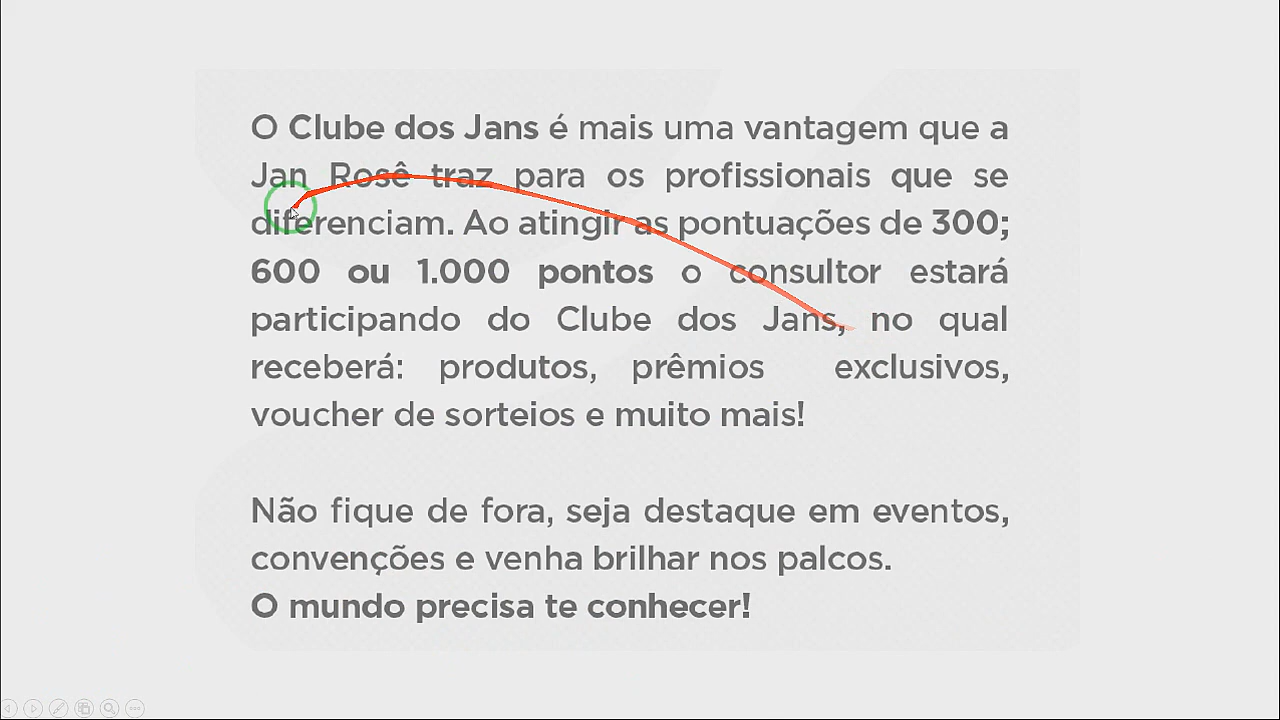 O Clube dos Jans é mais uma vantagem que a
Jan Rosê traz para os profissionais que se
diferenciam. Ao atingir as pontuações de 300;
600 ou 1.000 pontos o consultor estará
participando do Clube dos Jans, no qual
receberá: produtos, prêmios exclusivos,
voucher de sorteios e muito mais!
Não fique de fora, seja destaque em eventos,
convenções e venha brilhar nos palcos.
O mundo precisa te conhecer!